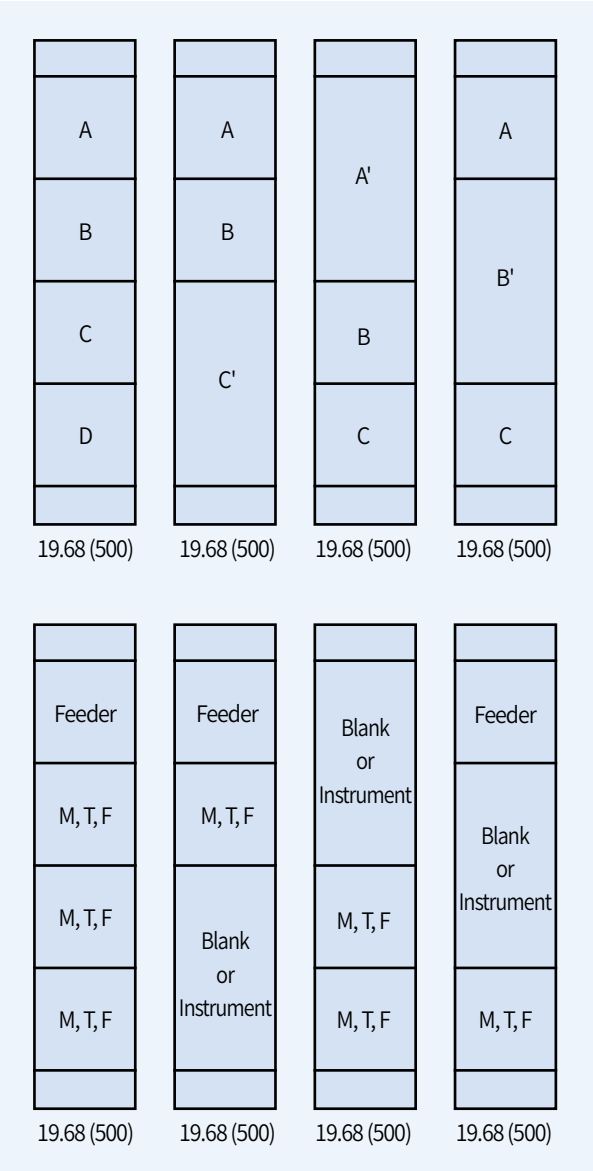 A
B
C
D
19.68 (500)
A
B
C'
19.68 (500)
A'
B
C
19.68 (500)
A
B'
C
19.68 (500)
Feeder
M, T, F
M, T, F
M, T, F
19.68 (500)
Feeder
M, T, F
Blank
or
Instrument
19.68 (500)
Blank
or
Instrument
M, T, F
M, T, F
19.68 (500)
Feeder
Blank
or
Instrument
M, T, F
19.68 (500)